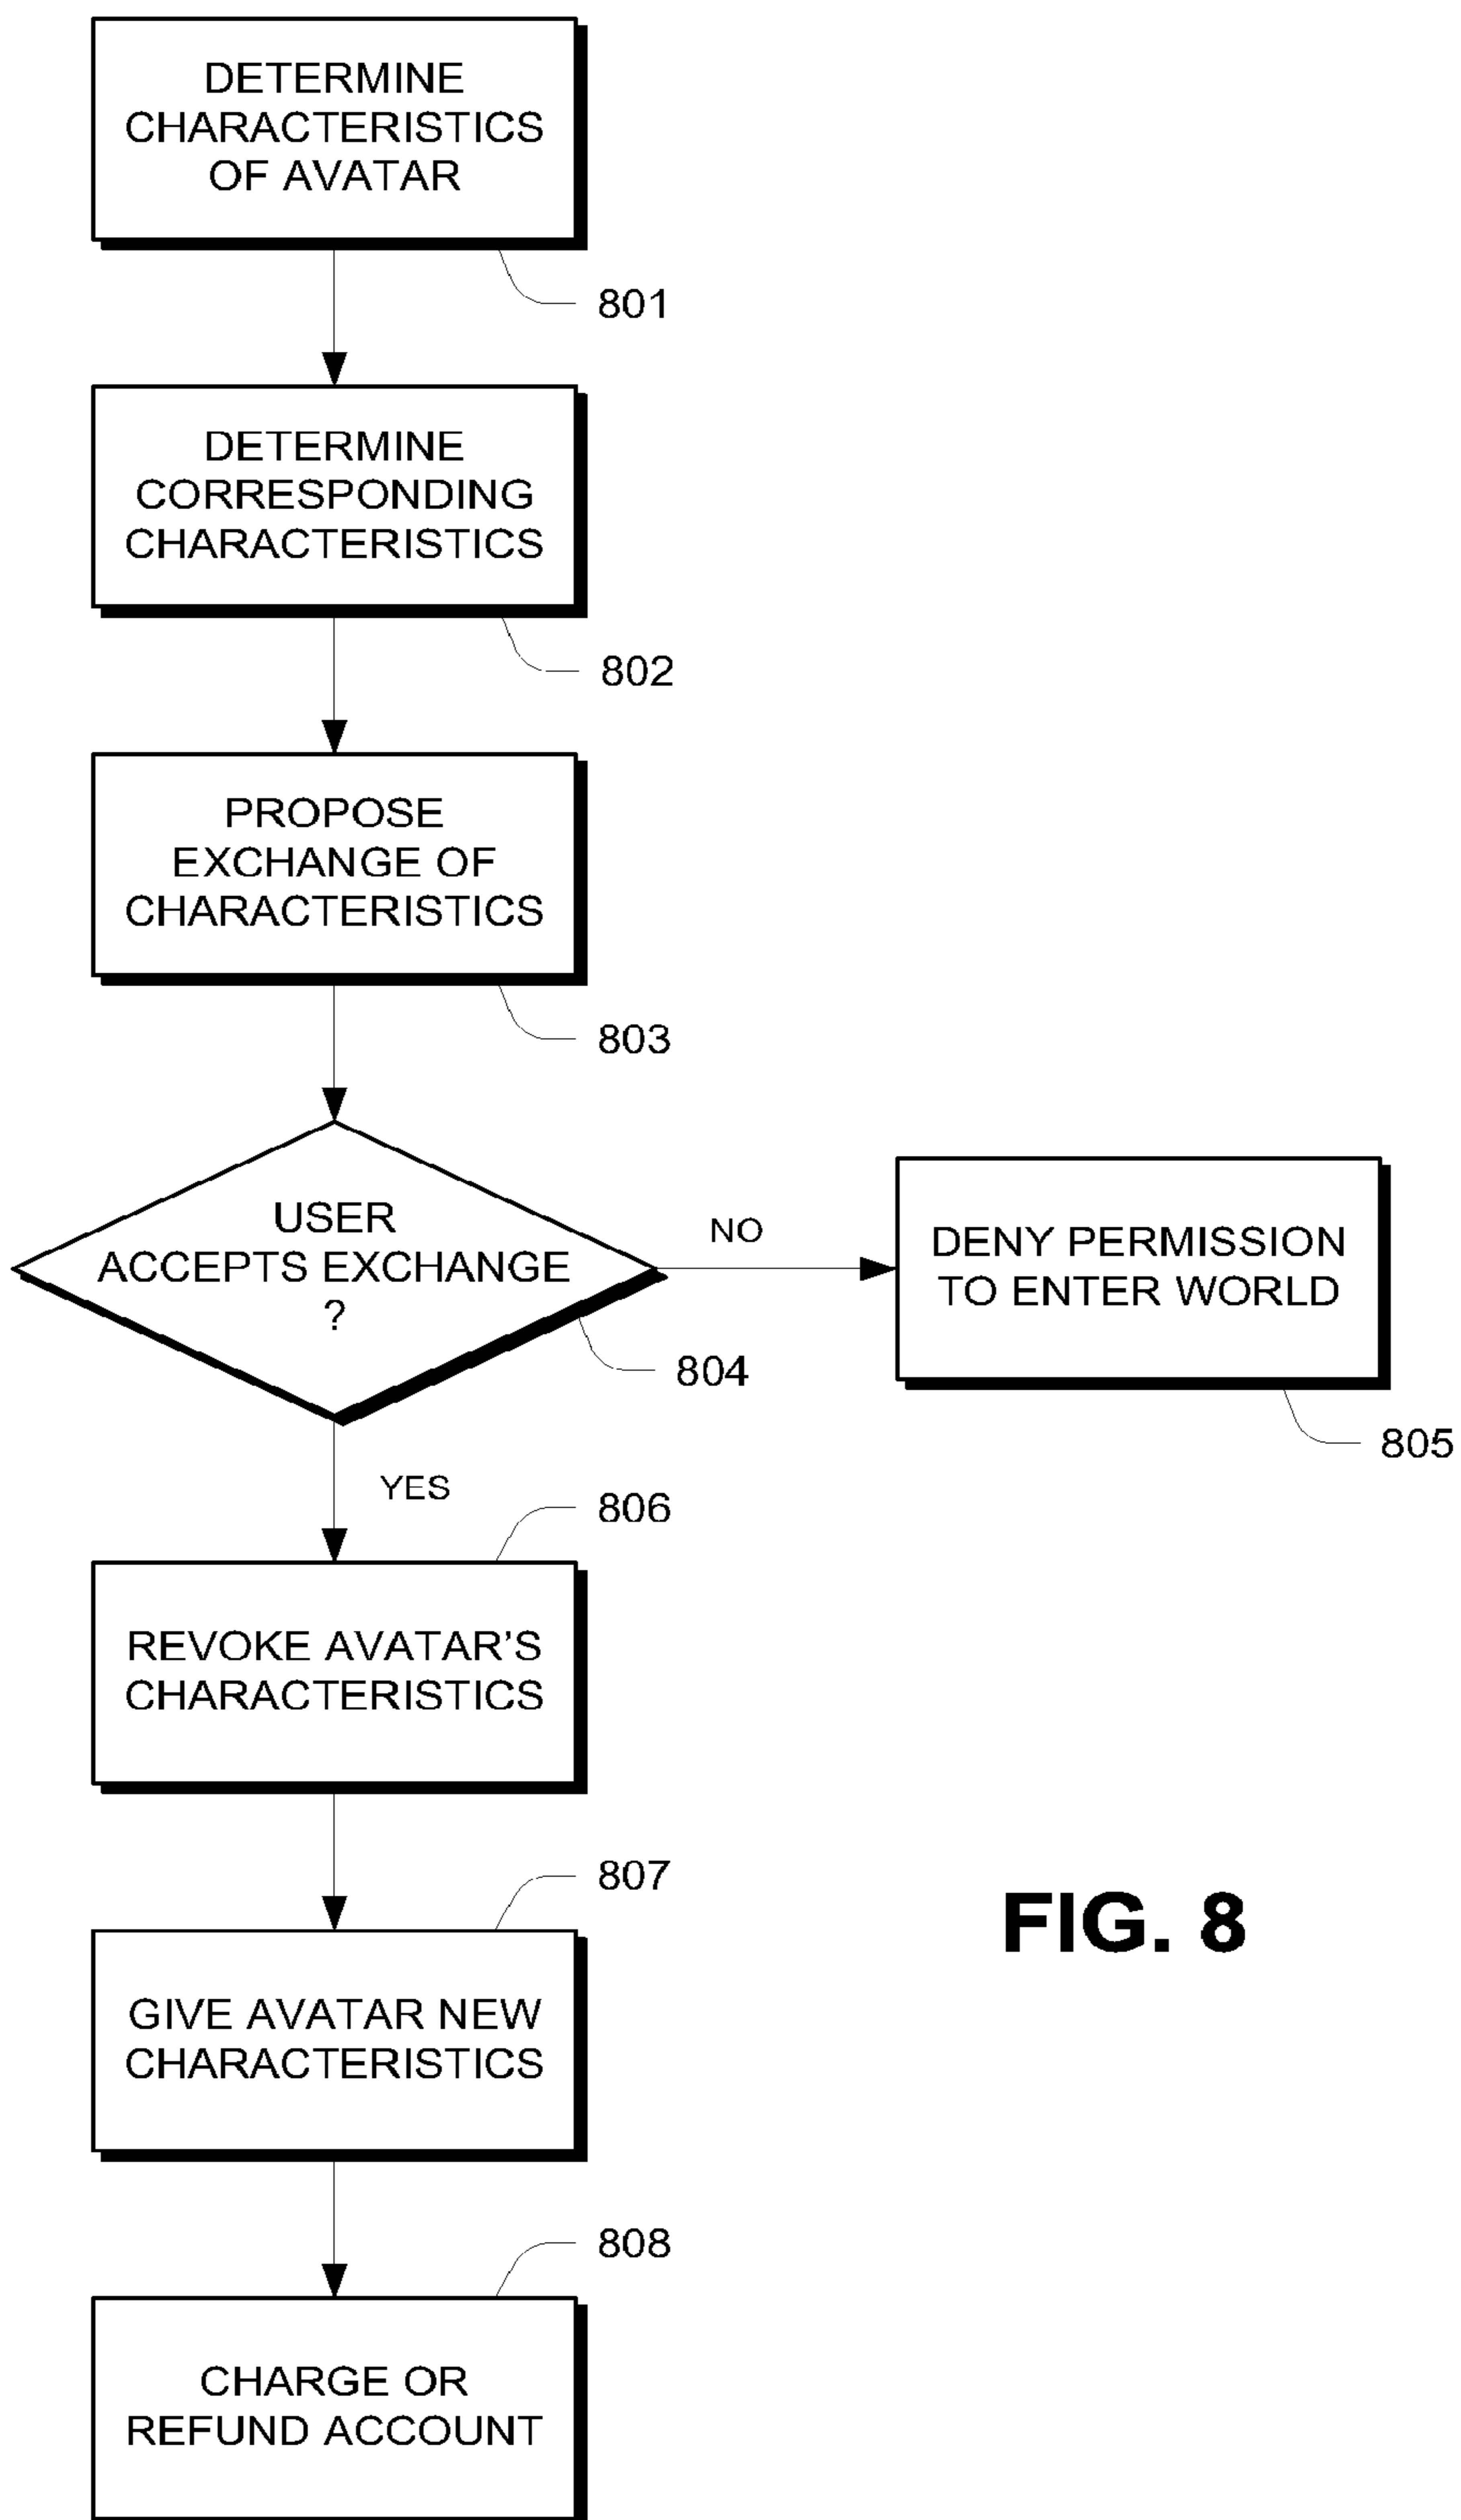 DETERMINE
CHARACTERISTICS
OF AVATAR
801
DETERMINE
CORRESPONDING
CHARACTERISTICS
802
PROPOSE
EXCHANGE OF
CHARACTERISTICS
803
USER
ACCEPTS EXCHANGE
?
804
NO
DENY PERMISSION
TO ENTER WORLD
805
YES
806
REVOKE AVATAR'S
CHARACTERISTICS
807
GIVE AVATAR NEW
CHARACTERISTICS
FIG. 8
808
CHARGE OR
REFUND ACCOUNT